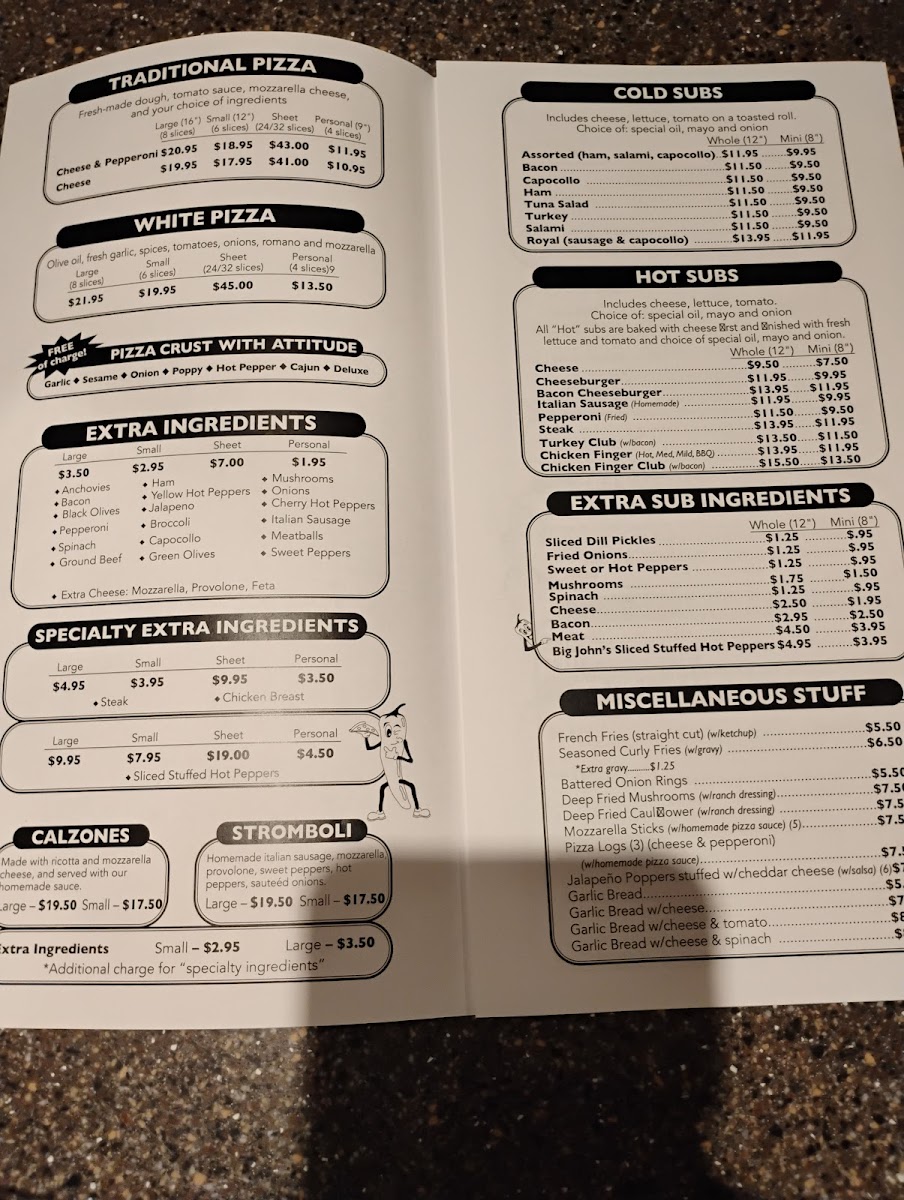 TRADITIONAL PIZZA
Fresh-made dough, tomato sauce, mozzarella cheese,
and your choice of ingredients
Large (16") Small (12") Sheet Personal (9")
(8 slices) (6 slices) (24/32 slices) (4 slices)
Cheese & Pepperoni $20.95 $18.95 $43.00 $11.95
Cheese $19.95 $17.95 $41.00 $10.95
WHITE PIZZA
Olive oil, fresh garlic, spices, tomatoes, onions, romano and mozzarella
Large Small Sheet Personal
(8 slices) (6 slices) (24/32 slices) (4 slices)9
$21.95 $19.95 $45.00 $13.50
FREE
of charge!
PIZZA CRUST WITH ATTITUDE
Garlic ◆ Sesame ◆ Onion ◆ Poppy ◆ Hot Pepper ◆ Cajun ◆ Deluxe
EXTRA INGREDIENTS
Large Small Sheet Personal
$3.50 $2.95 $7.00 $1.95
◆ Anchovies ◆ Ham ◆ Mushrooms
◆ Bacon ◆ Yellow Hot Peppers ◆ Onions
◆ Black Olives ◆ Jalapeno ◆ Cherry Hot Peppers
◆ Pepperoni ◆ Broccoli ◆ Italian Sausage
◆ Spinach ◆ Capocollo ◆ Meatballs
◆ Ground Beef ◆ Green Olives ◆ Sweet Peppers
◆ Extra Cheese: Mozzarella, Provolone, Feta
SPECIALTY EXTRA INGREDIENTS
Large Small Sheet Personal
$4.95 $3.95 $9.95 $3.50
◆ Steak ◆ Chicken Breast
Large Small Sheet Personal
$9.95 $7.95 $19.00 $4.50
◆ Sliced Stuffed Hot Peppers
CALZONES
Made with ricotta and mozzarella
cheese, and served with our
homemade sauce.
Large – $19.50 Small – $17.50
STROMBOLI
Homemade italian sausage, mozzarella,
provolone, sweet peppers, hot
peppers, sauteéd onions.
Large – $19.50 Small – $17.50
Extra Ingredients Small – $2.95 Large – $3.50
*Additional charge for "specialty ingredients"
COLD SUBS
Includes cheese, lettuce, tomato on a toasted roll.
Choice of: special oil, mayo and onion
Whole (12") Mini (8")
Assorted (ham, salami, capocollo) ..$11.95 ........$9.95
Bacon ........$11.50 ........$9.50
Capocollo ........$11.50 ........$9.50
Ham ........$11.50 ........$9.50
Tuna Salad ........$11.50 ........$9.50
Turkey ........$11.50 ........$9.50
Salami ........$11.50 ........$9.50
Royal (sausage & capocollo) ........$13.95 ......$11.95
HOT SUBS
Includes cheese, lettuce, tomato.
Choice of: special oil, mayo and onion
All "Hot" subs are baked with cheese ☒rst and ☒nished with fresh
lettuce and tomato and choice of special oil, mayo and onion.
Whole (12") Mini (8")
Cheese ........$9.50 ........$7.50
Cheeseburger........$11.95........$9.95
Bacon Cheeseburger........$13.95......$11.95
Italian Sausage (Homemade) ........$11.95........$9.95
Pepperoni (Fried) ........$11.50 ........$9.50
Steak ........$13.95......$11.95
Turkey Club (w/bacon) ........$13.50......$11.50
Chicken Finger (Hot, Med, Mild, BBQ) ........$13.95......$11.95
Chicken Finger Club (w/bacon) ........$15.50......$13.50
EXTRA SUB INGREDIENTS
Whole (12") Mini (8")
Sliced Dill Pickles ........$1.25 ..........$.95
Fried Onions........$1.25 ..........$.95
Sweet or Hot Peppers ........$1.25 ..........$.95
Mushrooms ........$1.75 ........$1.50
Spinach ........$1.25 ..........$.95
Cheese........$2.50 ........$1.95
Bacon........$2.95 ........$2.50
Meat ........$4.50 ........$3.95
Big John's Sliced Stuffed Hot Peppers $4.95 ..........$3.95
MISCELLANEOUS STUFF
French Fries (straight cut) (w/ketchup) ........$5.50
Seasoned Curly Fries (w/gravy) ........$6.50
*Extra gravy..........$1.25
Battered Onion Rings ........$5.50
Deep Fried Mushrooms (w/ranch dressing)........$7.50
Deep Fried Caul☒ower (w/ranch dressing) ........$7.5
Mozzarella Sticks (w/homemade pizza sauce) (5)........$7.5
Pizza Logs (3) (cheese & pepperoni)
(w/homemade pizza sauce)........$7.
Jalapeño Poppers stuffed w/cheddar cheese (w/salsa) (6)$7
Garlic Bread........$5.
Garlic Bread w/cheese........$7
Garlic Bread w/cheese & tomato........$8
Garlic Bread w/cheese & spinach ........$